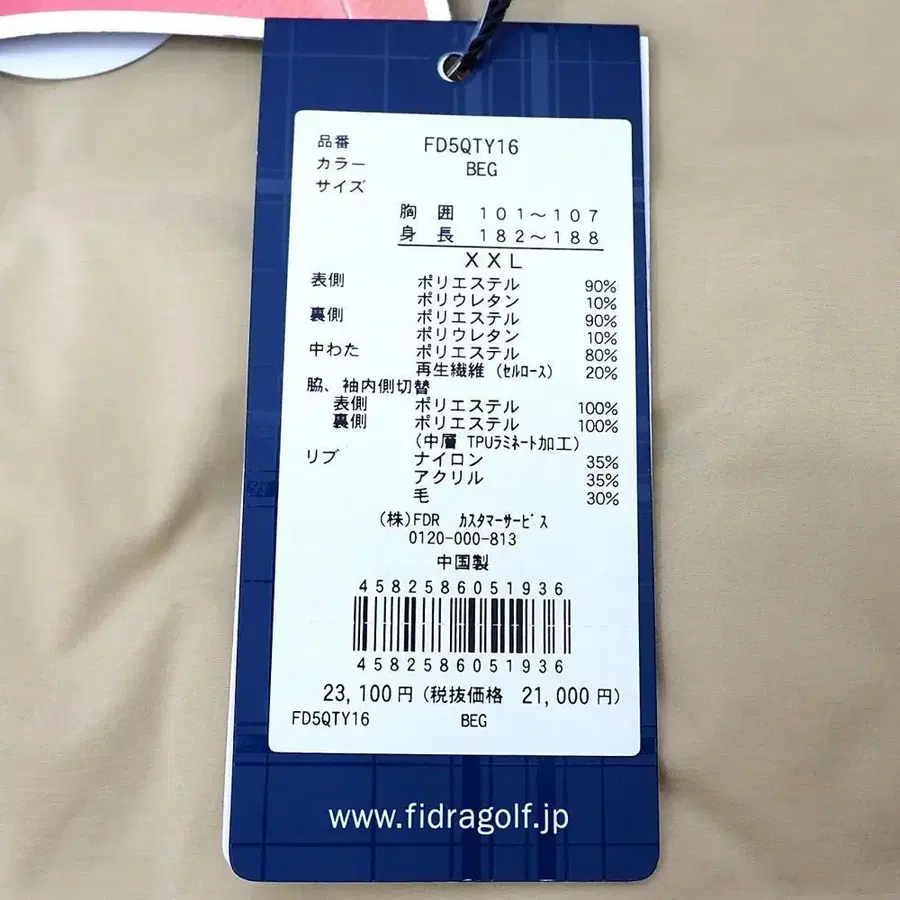 品番 FD5QTY16
カラー BEG
サイズ
胸 囲 101～107
身 長 182～188
XXL
表側 ポリエステル 90%
ポリウレタン 10%
裏側 ポリエステル 90%
ポリウレタン 10%
中わた ポリエステル 80%
再生繊維 (ｾﾙﾛｰｽ) 20%
脇、袖内側切替
表側 ポリエステル 100%
裏側 ポリエステル 100%
(中層 TPUﾗﾐﾈｰﾄ加工)
リブ ナイロン 35%
アクリル 35%
毛 30%
(株)FDR ｶｽﾀﾏｰｻｰﾋﾞｽ
0120-000-813
中国製
4582586051936
4582586051936
23,100円 (税抜価格 21,000円)
FD5QTY16 BEG
www.fidragolf.jp